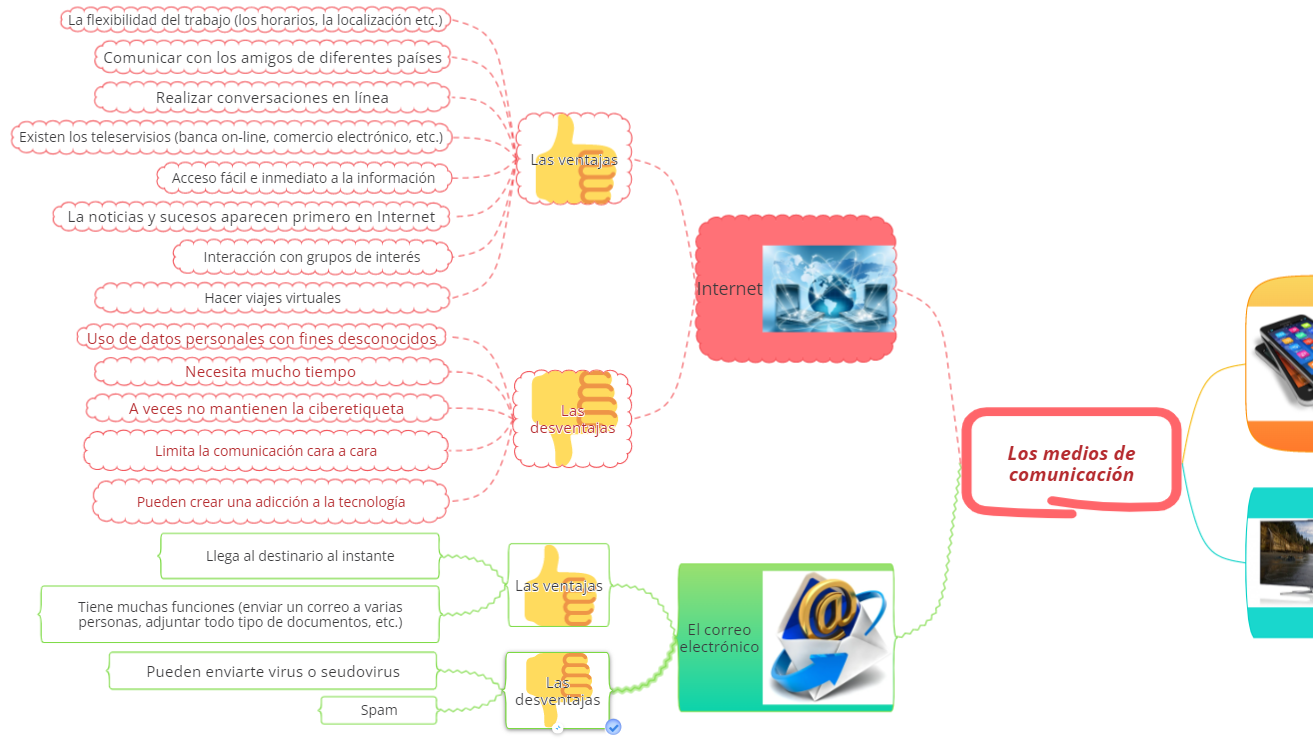 La flexibilidad del trabajo (los horarios, la localización etc.)
Comunicar con los amigos de diferentes países
Realizar conversaciones en línea
Existen los teleservisios (banca on-line, comercio electrónico, etc.)
Acceso fácil e inmediato a la información
La noticias y sucesos aparecen primero en Internet
Interacción con grupos de interés
Hacer viajes virtuales
Las ventajas
Uso de datos personales con fines desconocidos
Necesita mucho tiempo
A veces no mantienen la ciberetiqueta
Limita la comunicación cara a cara
Pueden crear una adicción a la tecnología
Las
desventajas
Internet
Los medios de
comunicación
Llega al destinario al instante
Tiene muchas funciones (enviar un correo a varias
personas, adjuntar todo tipo de documentos, etc.)
Las ventajas
Pueden enviarte virus o seudovirus
Spam
Las
desventajas
El correo
electrónico
@